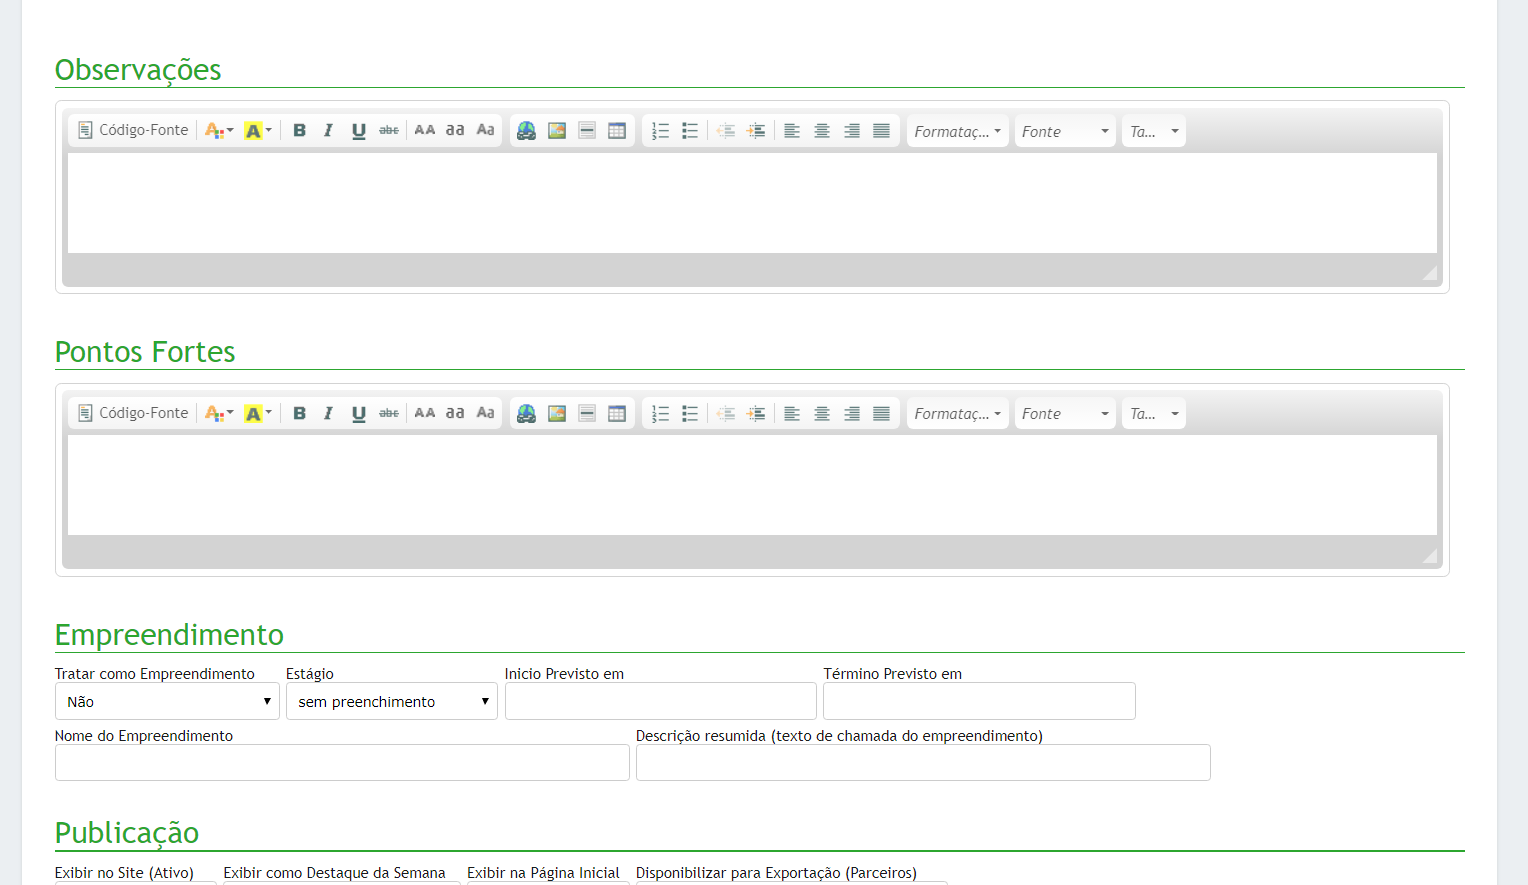 Observações
Código-Fonte A A B I U abc AA aa Aa Formataç... Fonte Ta...
Pontos Fortes
Código-Fonte A A B I U abc AA aa Aa Formataç... Fonte Ta...
Empreendimento
Tratar como Empreendimento Estágio Inicio Previsto em Término Previsto em
Não sem preenchimento
Nome do Empreendimento Descrição resumida (texto de chamada do empreendimento)
Publicação
Exibir no Site (Ativo) Exibir como Destaque da Semana Exibir na Página Inicial Disponibilizar para Exportação (Parceiros)